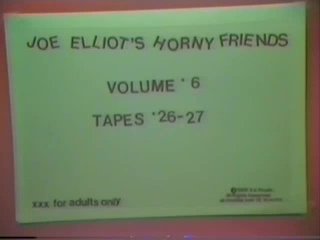 JOE ELLIOT'S HORNY FRIENDS
VOLUME '6
TAPES '26-27
xxx for adults only